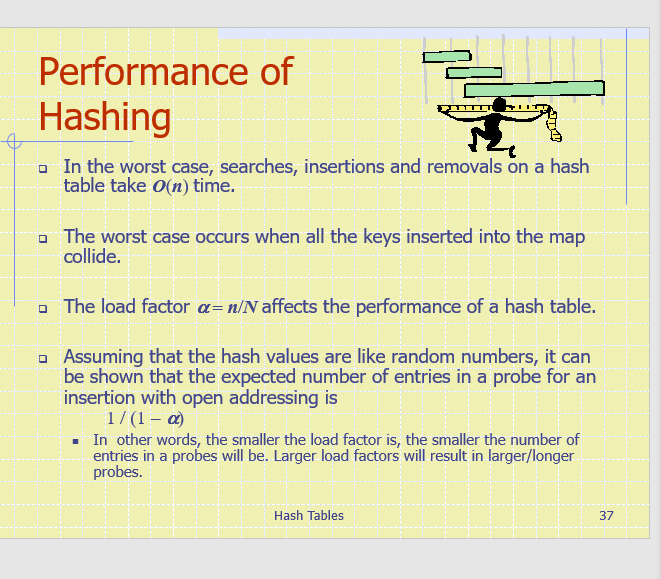 Performance of
Hashing
In the worst case, searches, insertions and removals on a hash
table take O(n) time.
The worst case occurs when all the keys inserted into the map
collide.
The load factor α = n/N affects the performance of a hash table.
Assuming that the hash values are like random numbers, it can
be shown that the expected number of entries in a probe for an
insertion with open addressing is
1 / (1 − α)
In other words, the smaller the load factor is, the smaller the number of
entries in a probes will be. Larger load factors will result in larger/longer
probes.
Hash Tables
37